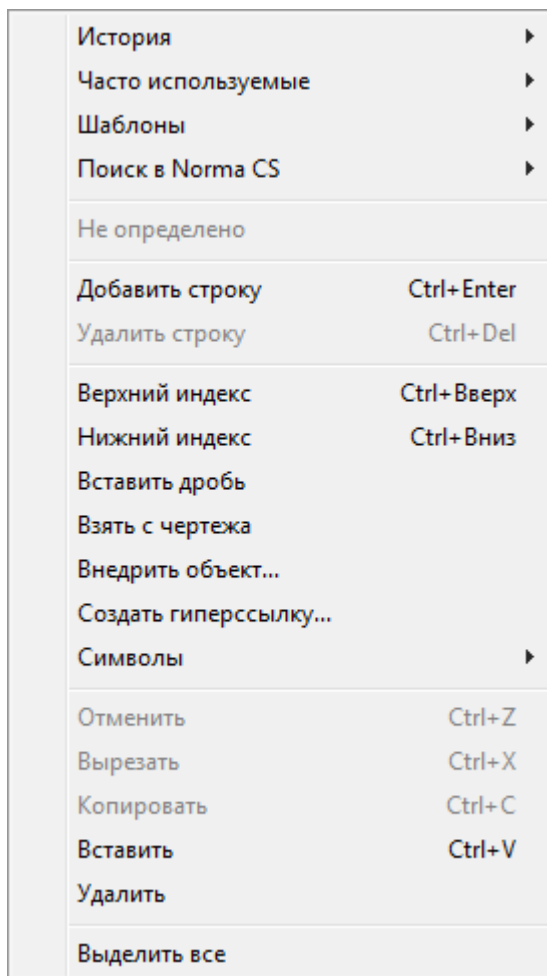 История
Часто используемые
Шаблоны
Поиск в Norma CS
Не определено
Добавить строку Ctrl+Enter
Удалить строку Ctrl+Del
Верхний индекс Ctrl+Вверх
Нижний индекс Ctrl+Вниз
Вставить дробь
Взять с чертежа
Внедрить объект...
Создать гиперссылку...
Символы
Отменить Ctrl+Z
Вырезать Ctrl+X
Копировать Ctrl+C
Вставить Ctrl+V
Удалить
Выделить все